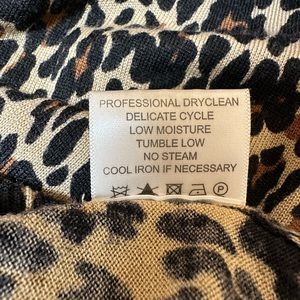 PROFESSIONAL DRYCLEAN
DELICATE CYCLE
LOW MOISTURE
TUMBLE LOW
NO STEAM
COOL IRON IF NECESSARY